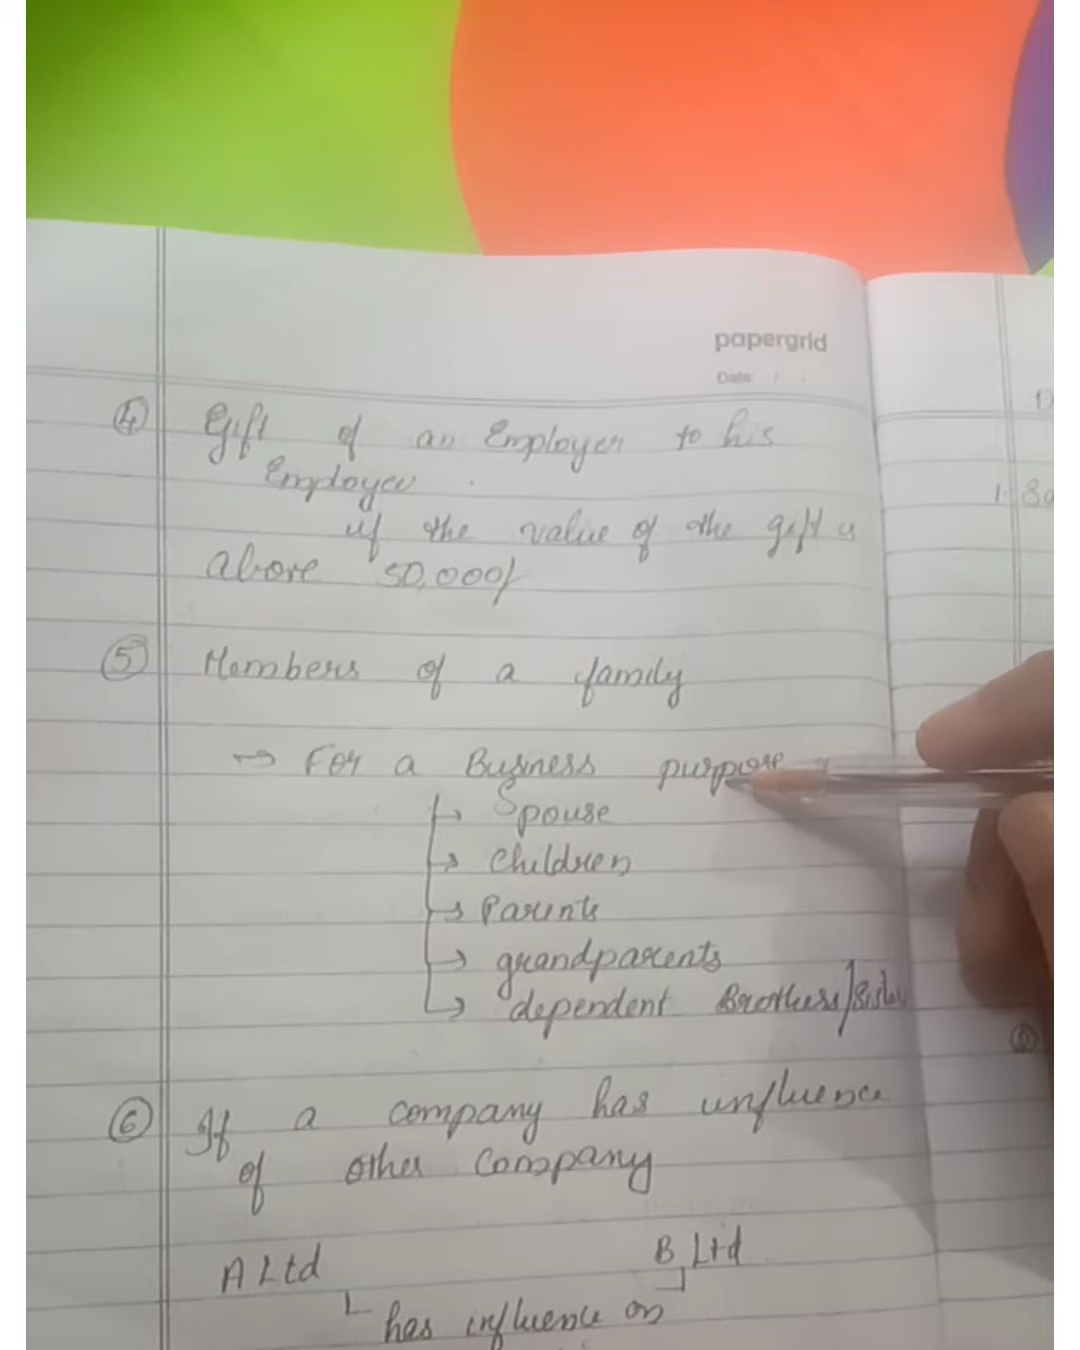 papergrid
Date: / /
④ Gift of an Employer to his
Employee.
if the value of the gift is
above 50,000/
⑤ Members of a family
→ For a Business purpose
→ Spouse
→ Children
→ Parents
→ grandparents
→ dependent Brothers/Sister
⑥ If a company has influence
of other Company
A Ltd B Ltd
has influence on